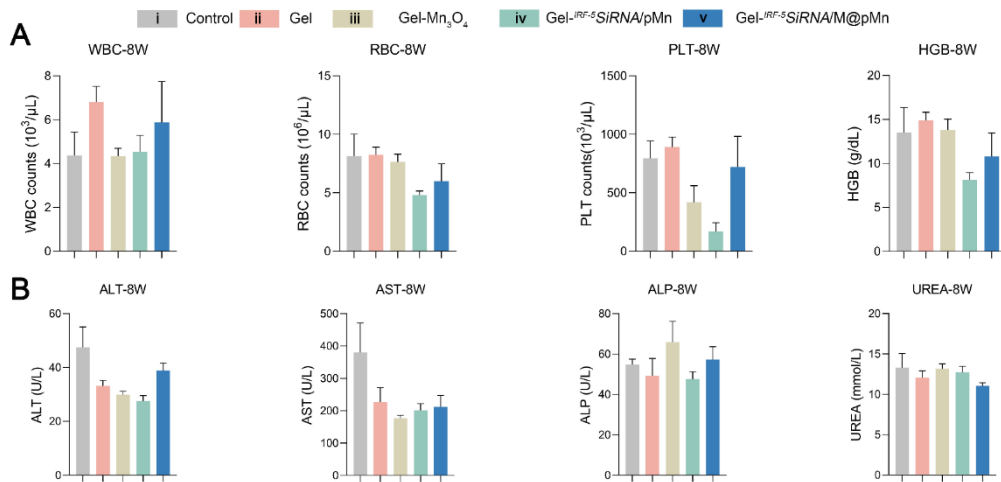 i Control ii Gel iii Gel-Mn₃O₄ iv Gel-ᴵᴿᶠ⁻⁵SiRNA/pMn v Gel-ᴵᴿᶠ⁻⁵SiRNA/M@pMn
A
WBC-8W RBC-8W PLT-8W HGB-8W
WBC counts (10³/μL)
8
6
4
2
0
RBC counts (10⁶/μL)
15
10
5
0
PLT counts(10³/μL)
1500
1000
500
0
HGB (g/dL)
20
15
10
5
0
B
ALT-8W AST-8W ALP-8W UREA-8W
ALT (U/L)
60
40
20
0
AST (U/L)
500
400
300
200
100
0
ALP (U/L)
80
60
40
20
0
UREA (mmol/L)
20
15
10
5
0